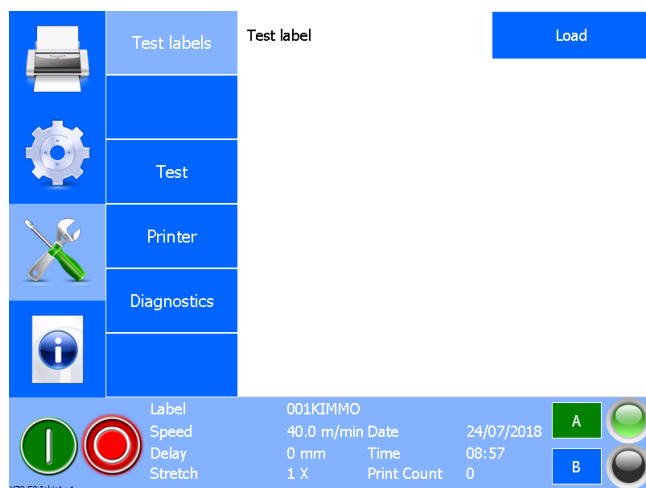 Test labels
Test label
Load
Test
Printer
Diagnostics
Label 001KIMMO
Speed 40.0 m/min Date 24/07/2018
Delay 0 mm Time 08:57
Stretch 1 X Print Count 0
A
B